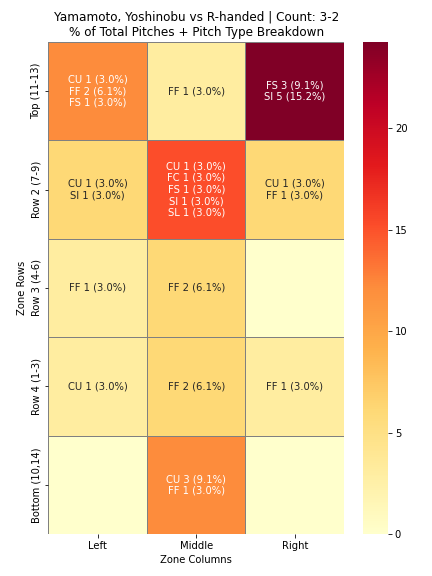 Yamamoto, Yoshinobu vs R-handed | Count: 3-2
% of Total Pitches + Pitch Type Breakdown
Zone Rows
Top (11-13)
CU 1 (3.0%)
FF 2 (6.1%)
FS 1 (3.0%)
FF 1 (3.0%)
FS 3 (9.1%)
SI 5 (15.2%)
Row 2 (7-9)
CU 1 (3.0%)
SI 1 (3.0%)
CU 1 (3.0%)
FC 1 (3.0%)
FS 1 (3.0%)
SI 1 (3.0%)
SL 1 (3.0%)
CU 1 (3.0%)
FF 1 (3.0%)
Row 3 (4-6)
FF 1 (3.0%)
FF 2 (6.1%)
Row 4 (1-3)
CU 1 (3.0%)
FF 2 (6.1%)
FF 1 (3.0%)
Bottom (10,14)
CU 3 (9.1%)
FF 1 (3.0%)
Left
Middle
Right
Zone Columns
20
15
10
5
0